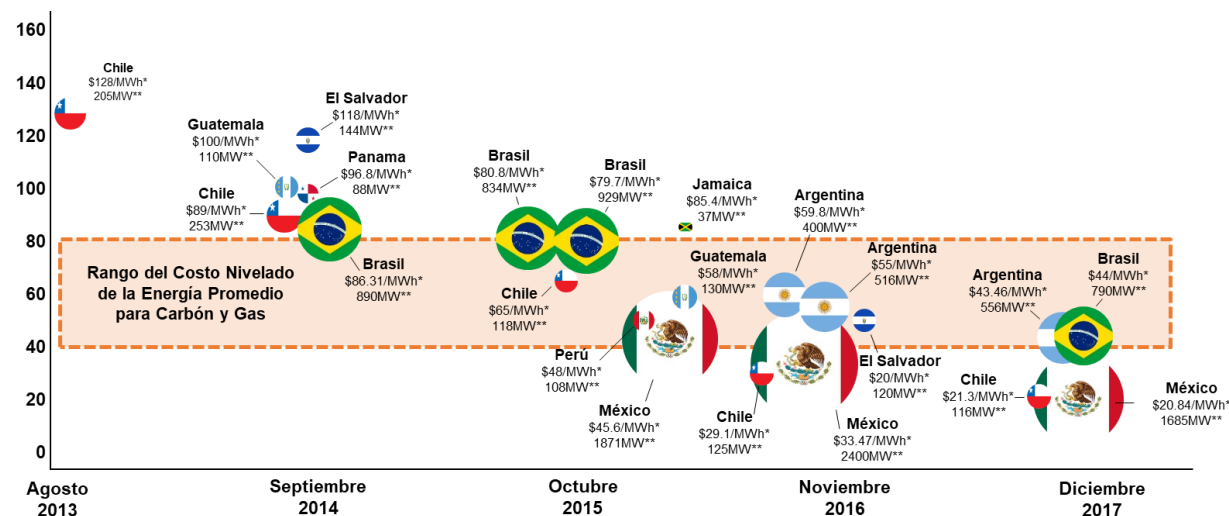 160
140
120
100
80
60
40
20
0
Chile
$128/MWh*
205MW**
El Salvador
$118/MWh*
144MW**
Guatemala
$100/MWh*
110MW**
Panama
$96.8/MWh*
88MW**
Chile
$89/MWh*
253MW**
Brasil
$86.31/MWh*
890MW**
Rango del Costo Nivelado
de la Energía Promedio
para Carbón y Gas
Brasil
$80.8/MWh*
834MW**
Brasil
$79.7/MWh*
929MW**
Chile
$65/MWh*
118MW**
Jamaica
$85.4/MWh*
37MW**
Guatemala
$58/MWh*
130MW**
Perú
$48/MWh*
108MW**
México
$45.6/MWh*
1871MW**
Argentina
$59.8/MWh*
400MW**
Argentina
$55/MWh*
516MW**
El Salvador
$20/MWh*
120MW**
Chile
$29.1/MWh*
125MW**
México
$33.47/MWh*
2400MW**
Argentina
$43.46/MWh*
556MW**
Brasil
$44/MWh*
790MW**
Chile
$21.3/MWh*
116MW**
México
$20.84/MWh*
1685MW**
Agosto
2013
Septiembre
2014
Octubre
2015
Noviembre
2016
Diciembre
2017